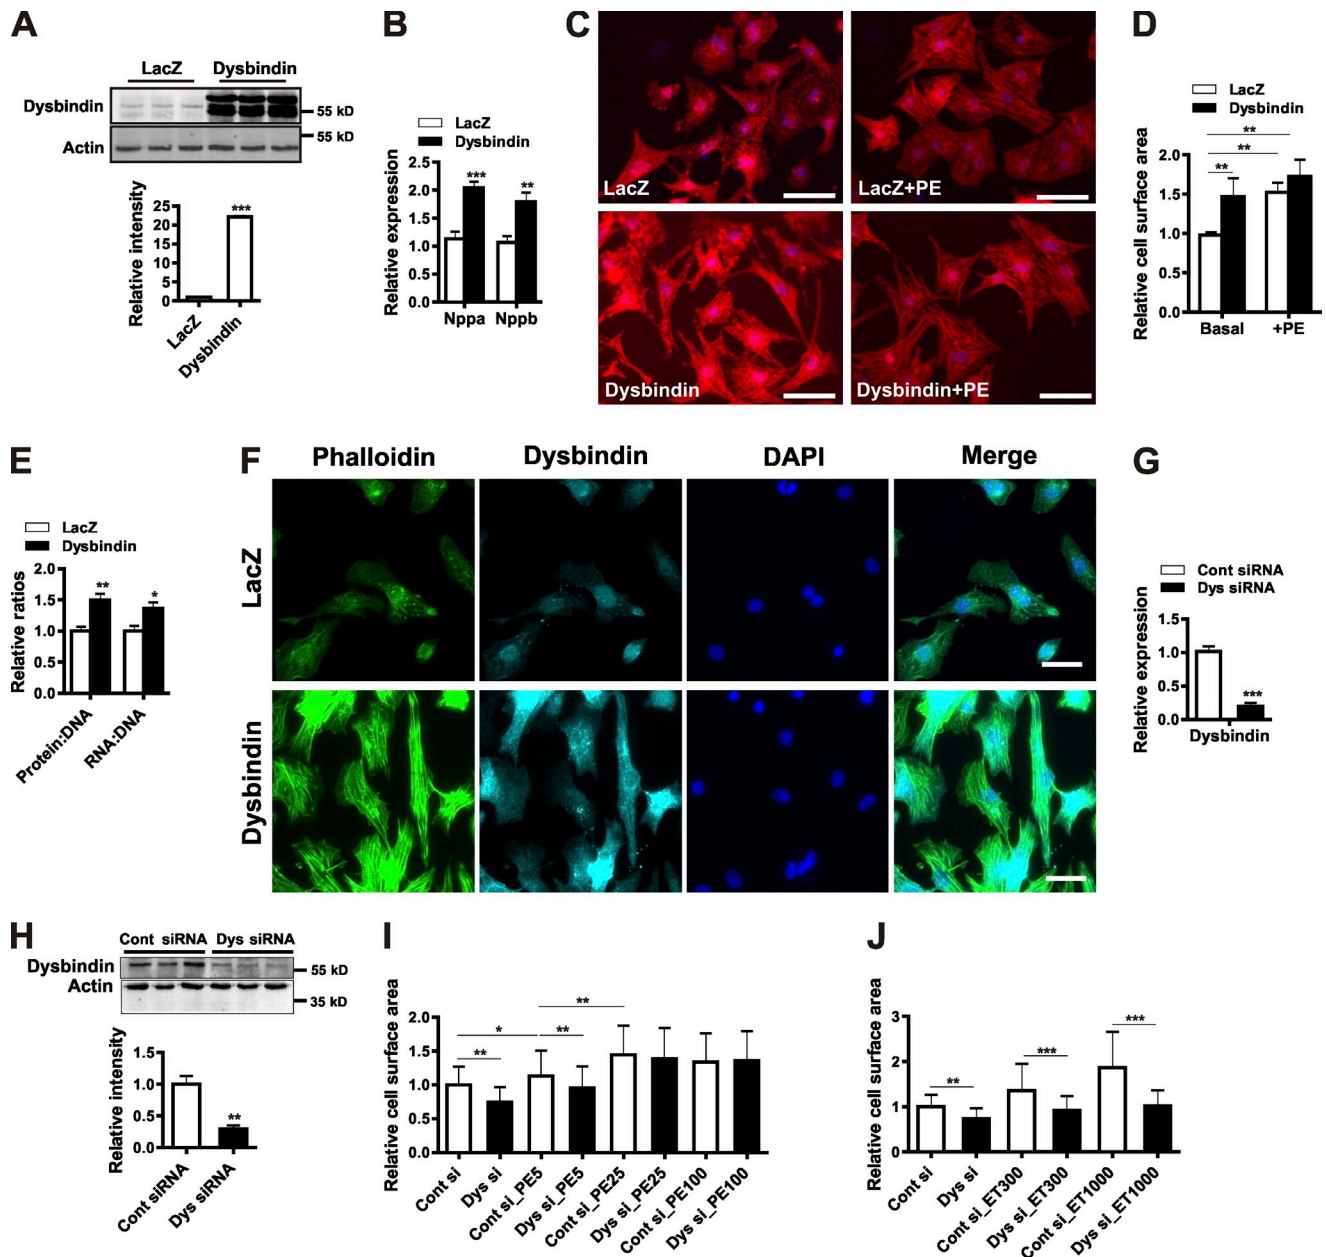 A
LacZ Dysbindin
Dysbindin
55 kD
55 kD
Actin
Relative intensity
25
20
15
10
5
0
***
LacZ
Dysbindin
B
LacZ
Dysbindin
Relative expression
2.5
2.0
1.5
1.0
0.5
0.0
***
**
Nppa Nppb
C
LacZ
LacZ+PE
Dysbindin
Dysbindin+PE
D
LacZ
Dysbindin
Relative cell surface area
2.0
1.5
1.0
0.5
0.0
**
**
**
Basal +PE
E
LacZ
Dysbindin
Relative ratios
2.0
1.5
1.0
0.5
0.0
**
*
Protein:DNA
RNA:DNA
F
Phalloidin Dysbindin DAPI Merge
LacZ
Dysbindin
G
Cont siRNA
Dys siRNA
Relative expression
1.5
1.0
0.5
0.0
***
Dysbindin
H
Cont siRNA Dys siRNA
Dysbindin
55 kD
Actin
35 kD
Relative intensity
1.5
1.0
0.5
0.0
**
Cont siRNA
Dys siRNA
I
Relative cell surface area
2.0
1.5
1.0
0.5
0.0
**
*
**
**
Cont si
Dys si
Cont si_PE5
Dys si_PE5
Cont si_PE25
Dys si_PE25
Cont si_PE100
Dys si_PE100
J
Relative cell surface area
3
2
1
0
**
***
***
Cont si
Dys si
Cont si_ET300
Dys si_ET300
Cont si_ET1000
Dys si_ET1000